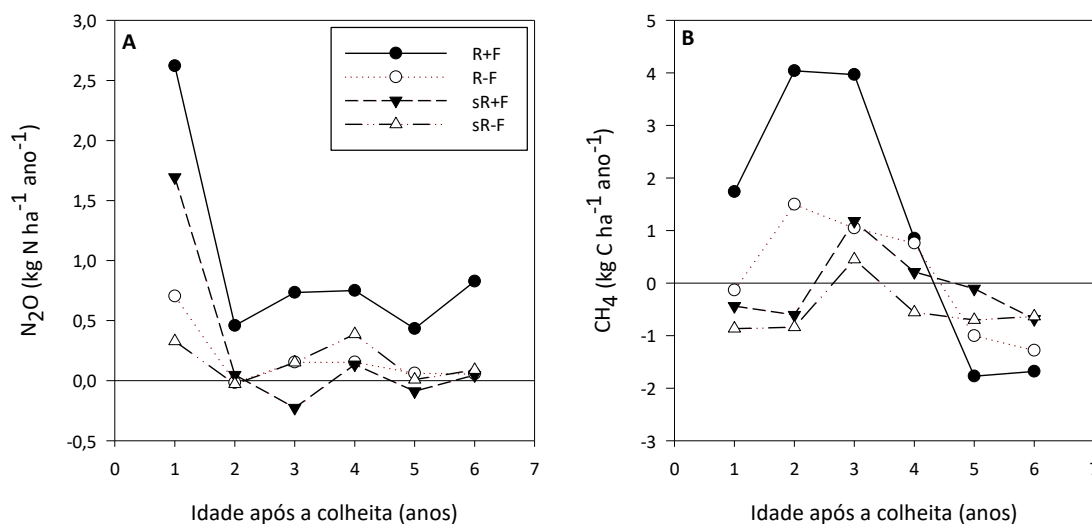 A
3,0
2,5
2,0
1,5
1,0
0,5
0,0
-0,5
N₂O (kg N ha⁻¹ ano⁻¹)
R+F
R-F
sR+F
sR-F
0 1 2 3 4 5 6 7
Idade após a colheita (anos)
B
5
4
3
2
1
0
-1
-2
-3
CH₄ (kg C ha⁻¹ ano⁻¹)
0 1 2 3 4 5 6 7
Idade após a colheita (anos)